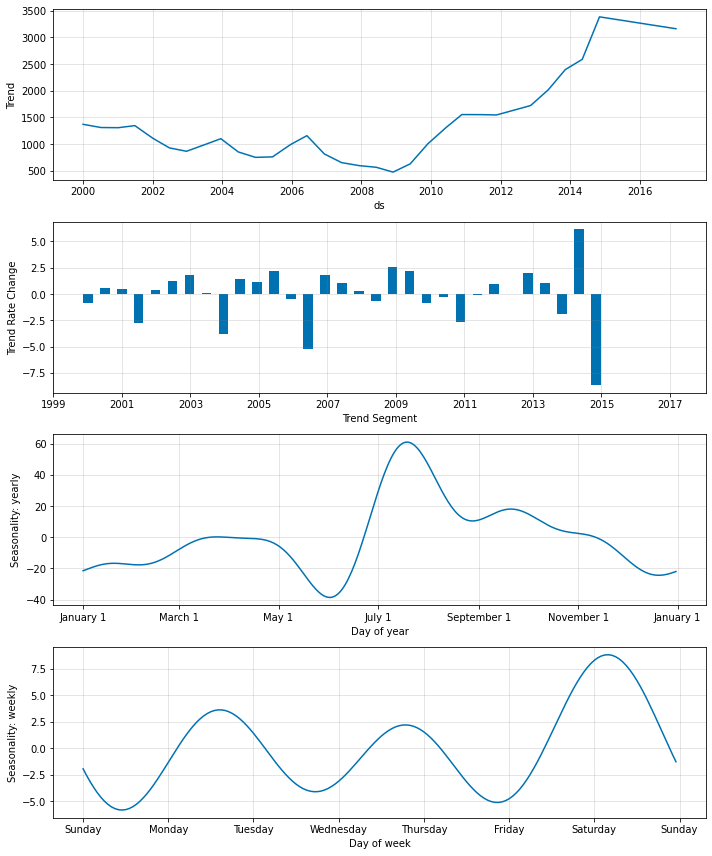 3500
3000
2500
2000
1500
1000
500
Trend
2000 2002 2004 2006 2008 2010 2012 2014 2016
ds
5.0
2.5
0.0
−2.5
−5.0
−7.5
Trend Rate Change
1999 2001 2003 2005 2007 2009 2011 2013 2015 2017
Trend Segment
60
40
20
0
−20
−40
Seasonality: yearly
January 1 March 1 May 1 July 1 September 1 November 1 January 1
Day of year
7.5
5.0
2.5
0.0
−2.5
−5.0
Seasonality: weekly
Sunday Monday Tuesday Wednesday Thursday Friday Saturday Sunday
Day of week